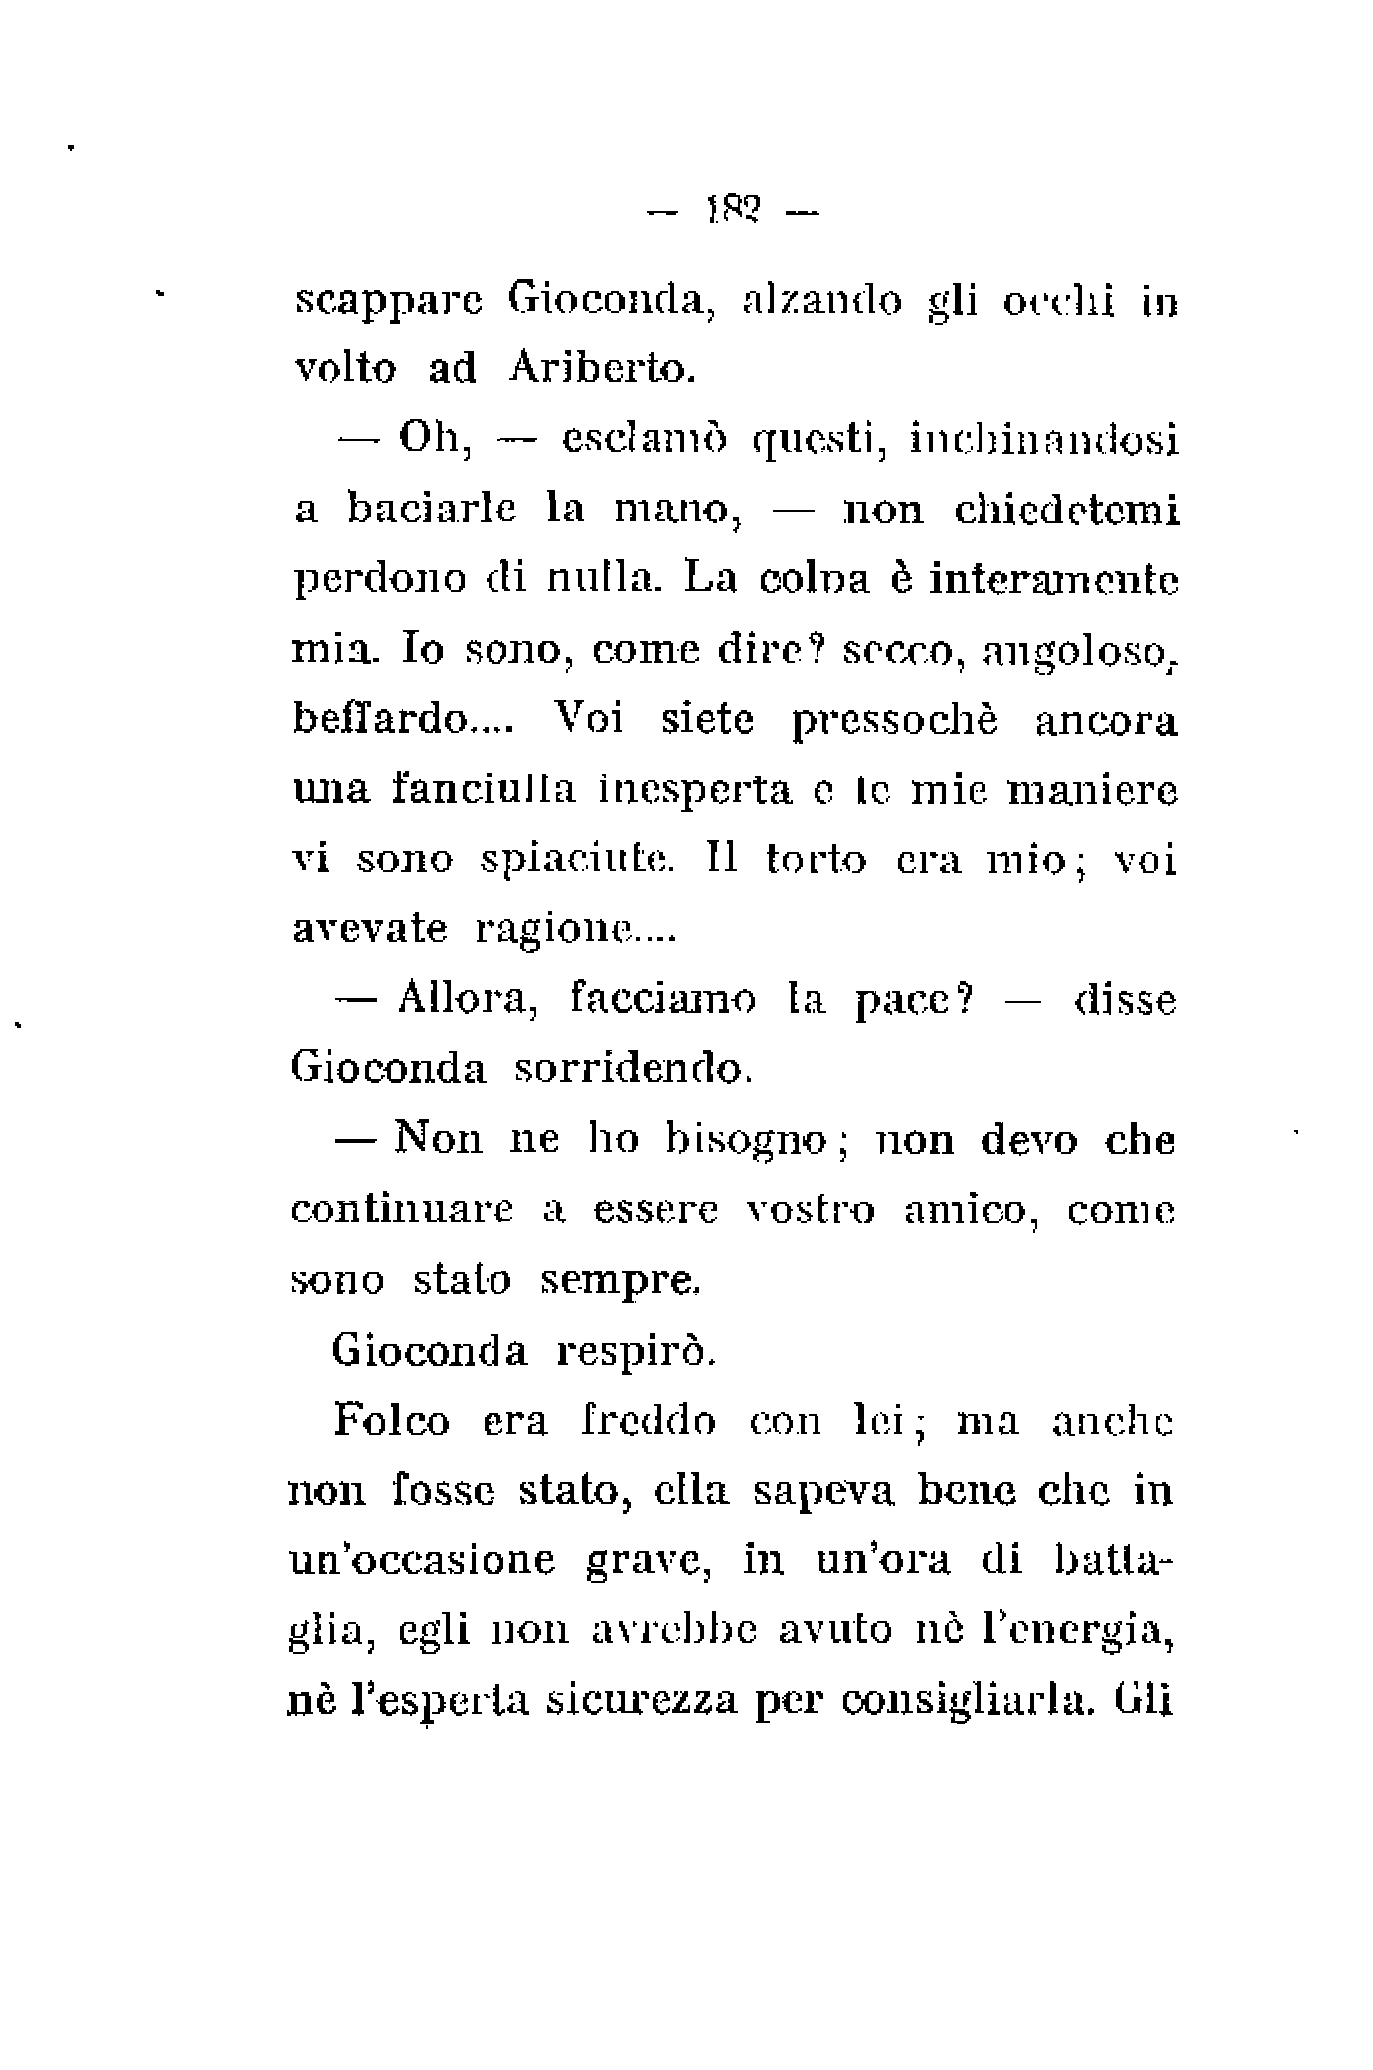 — 182 —
scappare Gioconda, alzando gli occhi in
volto ad Ariberto.
— Oh, — esclamò questi, inchinandosi
a baciarle la mano, — non chiedetemi
perdono di nulla. La colpa è interamente
mia. Io sono, come dire? secco, angoloso,
beffardo.... Voi siete pressochè ancora
una fanciulla inesperta e le mie maniere
vi sono spiaciute. Il torto era mio; voi
avevate ragione....
— Allora, facciamo la pace? — disse
Gioconda sorridendo.
— Non ne ho bisogno; non devo che
continuare a essere vostro amico, come
sono stato sempre.
Gioconda respirò.
Folco era freddo con lei; ma anche
non fosse stato, ella sapeva bene che in
un'occasione grave, in un'ora di batta-
glia, egli non avrebbe avuto nè l'energia,
nè l'esperta sicurezza per consigliarla. Gli